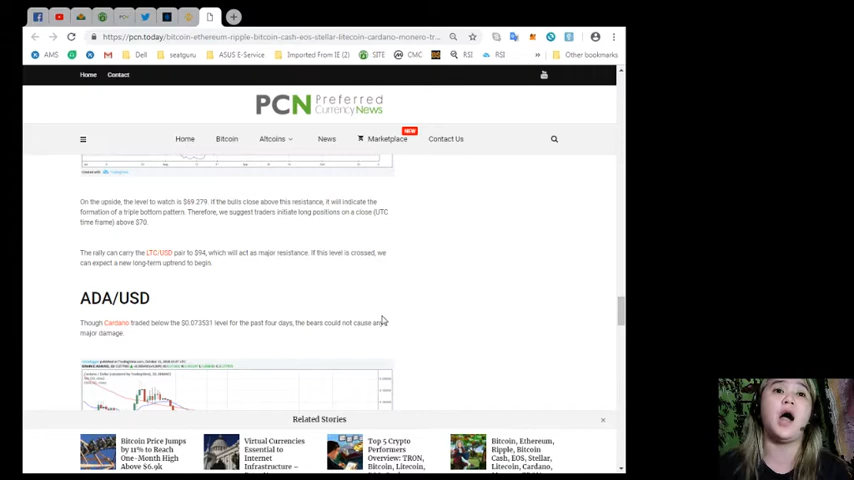 https://pcn.today/bitcoin-ethereum-ripple-bitcoin-cash-eos-stellar-litecoin-cardano-monero-tr...
AMS
Dell
seatguru
ASUS E-Service
Imported From IE (2)
SITE
CMC
RSI
RSI
»
Other bookmarks
Home
Contact
PCN Preferred
Currency News
NEW
Home
Bitcoin
Altcoins
News
Marketplace
Contact Us
On the upside, the level to watch is $69.279. If the bulls close above this resistance, it will indicate the
formation of a triple bottom pattern. Therefore, we suggest traders initiate long positions on a close (UTC
time frame) above $70.
The rally can carry the LTC/USD pair to $94, which will act as major resistance. If this level is crossed, we
can expect a new long-term uptrend to begin.
ADA/USD
Though Cardano traded below the $0.073531 level for the past four days, the bears could not cause any
major damage.
Related Stories
Bitcoin Price Jumps
by 11% to Reach
One-Month High
Above $6.9k
Virtual Currencies
Essential to
Internet
Infrastructure –
Top 5 Crypto
Performers
Overview: TRON,
Bitcoin, Litecoin,
Bitcoin, Ethereum,
Ripple, Bitcoin
Cash, EOS, Stellar,
Litecoin, Cardano,